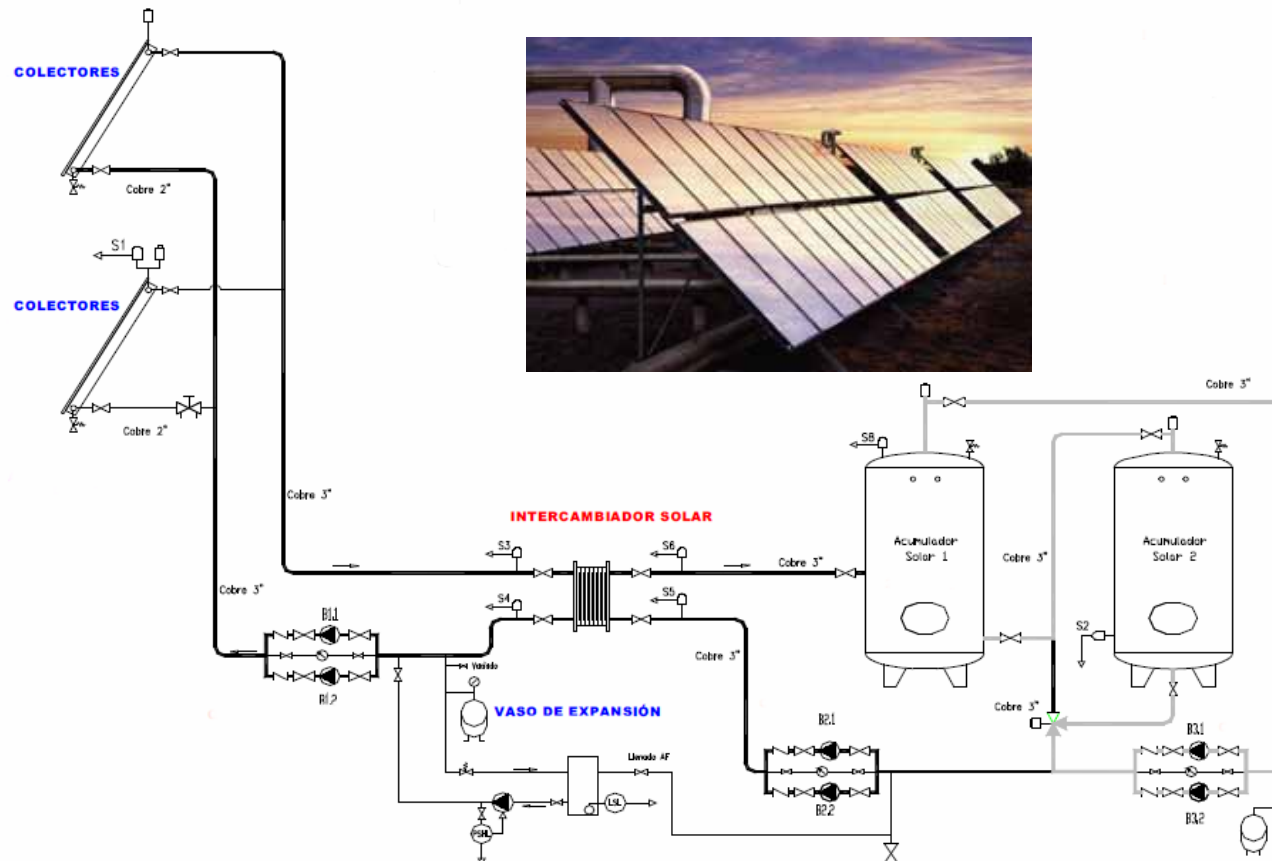 COLECTORES
Cobre 2"
S1
COLECTORES
Cobre 2"
Cobre 3"
Cobre 3"
INTERCAMBIADOR SOLAR
S3
S6
Cobre 3"
S4
S5
Cobre 3"
B1.1
B1.2
Vaciado
VASO DE EXPANSIÓN
Llenado AF
LSL
PSHL
B2.1
B2.2
Cobre 3"
S8
Acumulador
Solar 1
Cobre 3"
Acumulador
Solar 2
S2
Cobre 3"
B3.1
B3.2